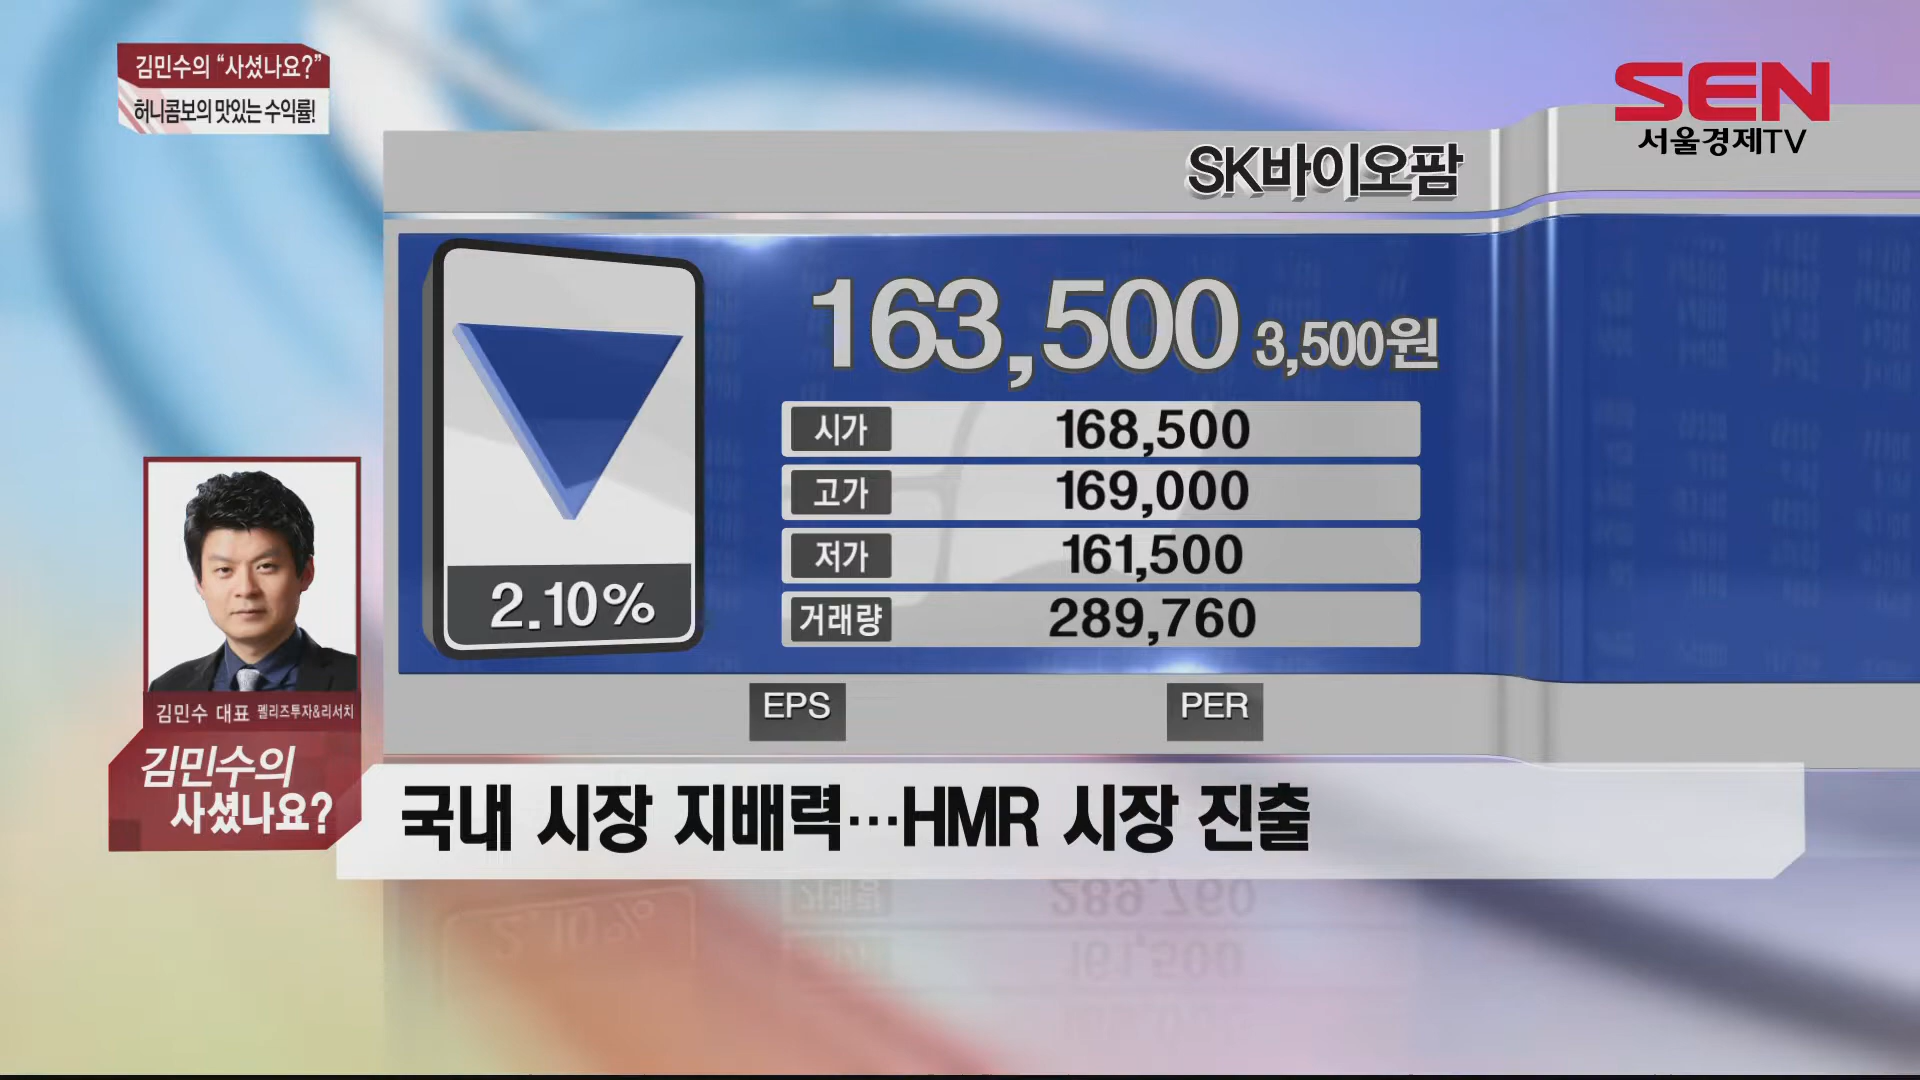 김민수의 “사셨나요?”
허니콤보의 맛있는 수익률!
SEN
서울경제TV
SK바이오팜
163,500 3,500원
2.10%
시가 168,500
고가 169,000
저가 161,500
거래량 289,760
EPS PER
김민수 대표 멜리즈투자&리서치
김민수의
사셨나요?
국내 시장 지배력…HMR 시장 진출